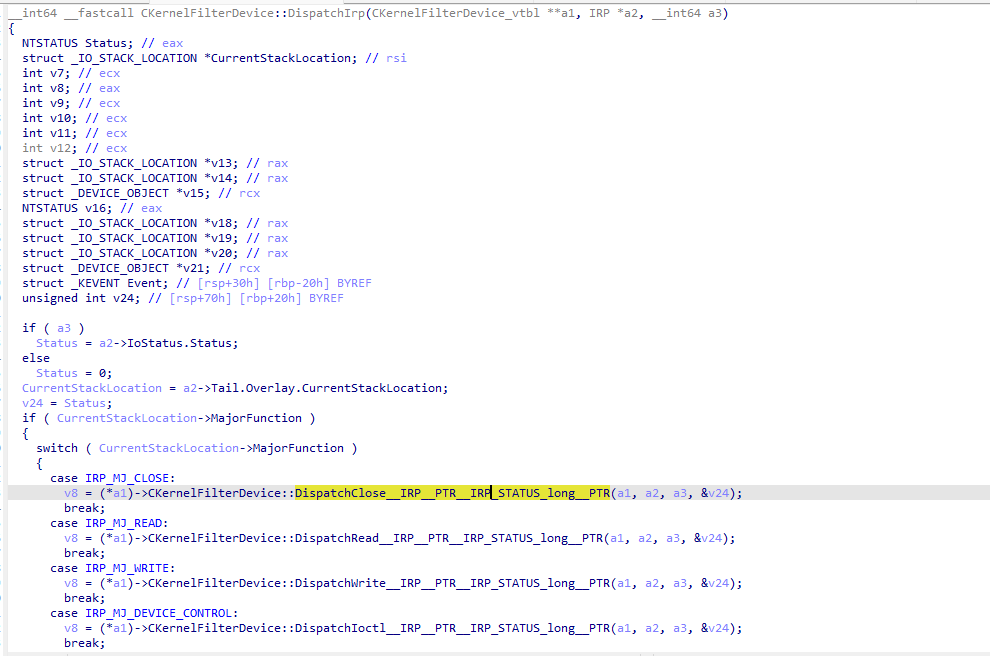 __int64 __fastcall CKernelFilterDevice::DispatchIrp(CKernelFilterDevice_vtbl **a1, IRP *a2, __int64 a3)
{
  NTSTATUS Status; // eax
  struct _IO_STACK_LOCATION *CurrentStackLocation; // rsi
  int v7; // ecx
  int v8; // eax
  int v9; // ecx
  int v10; // ecx
  int v11; // ecx
  int v12; // ecx
  struct _IO_STACK_LOCATION *v13; // rax
  struct _IO_STACK_LOCATION *v14; // rax
  struct _DEVICE_OBJECT *v15; // rcx
  NTSTATUS v16; // eax
  struct _IO_STACK_LOCATION *v18; // rax
  struct _IO_STACK_LOCATION *v19; // rax
  struct _IO_STACK_LOCATION *v20; // rax
  struct _DEVICE_OBJECT *v21; // rcx
  struct _KEVENT Event; // [rsp+30h] [rbp-20h] BYREF
  unsigned int v24; // [rsp+70h] [rbp+20h] BYREF

  if ( a3 )
    Status = a2->IoStatus.Status;
  else
    Status = 0;
  CurrentStackLocation = a2->Tail.Overlay.CurrentStackLocation;
  v24 = Status;
  if ( CurrentStackLocation->MajorFunction )
  {
    switch ( CurrentStackLocation->MajorFunction )
    {
      case IRP_MJ_CLOSE:
        v8 = (*a1)->CKernelFilterDevice::DispatchClose__IRP__PTR__IRP_STATUS_long__PTR(a1, a2, a3, &v24);
        break;
      case IRP_MJ_READ:
        v8 = (*a1)->CKernelFilterDevice::DispatchRead__IRP__PTR__IRP_STATUS_long__PTR(a1, a2, a3, &v24);
        break;
      case IRP_MJ_WRITE:
        v8 = (*a1)->CKernelFilterDevice::DispatchWrite__IRP__PTR__IRP_STATUS_long__PTR(a1, a2, a3, &v24);
        break;
      case IRP_MJ_DEVICE_CONTROL:
        v8 = (*a1)->CKernelFilterDevice::DispatchIoctl__IRP__PTR__IRP_STATUS_long__PTR(a1, a2, a3, &v24);
        break;